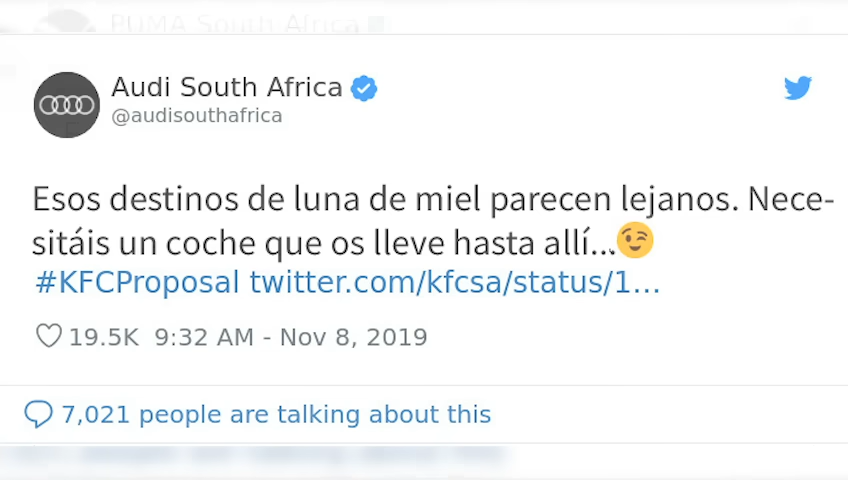 PUMA South Africa
Audi South Africa
@audisouthafrica
Esos destinos de luna de miel parecen lejanos. Nece-
sitáis un coche que os lleve hasta allí...😉
#KFCProposal twitter.com/kfcsa/status/1...
19.5K 9:32 AM - Nov 8, 2019
7,021 people are talking about this